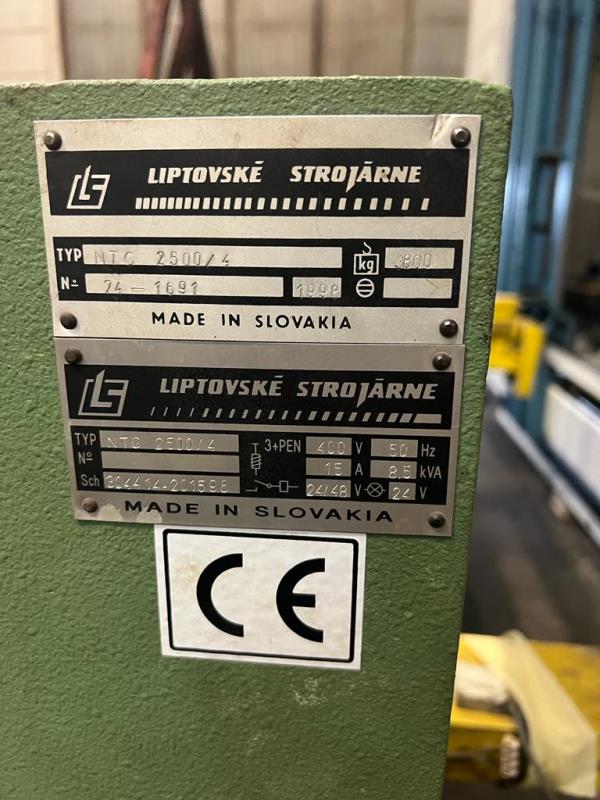 LIPTOVSKÉ STROJÁRNE
TYP NTC 2500/4 kg 3800
Nº 74-1691 1998
MADE IN SLOVAKIA
LIPTOVSKÉ STROJÁRNE
TYP NTC 2500/4 3+PEN 400 V 50 Hz
Nº 15 A 8,5 kVA
Sch 304414-201596 24/48 V 24 V
MADE IN SLOVAKIA
CE